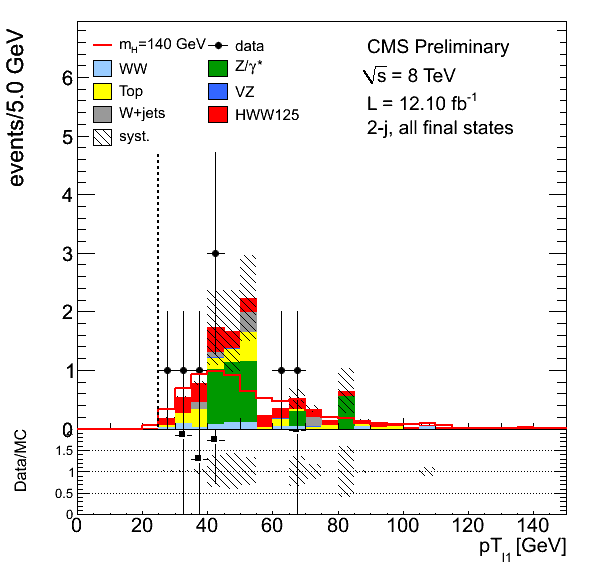 events/5.0 GeV
m_H=140 GeV
data
WW
Z/γ*
Top
VZ
W+jets
HWW125
syst.
CMS Preliminary
√s = 8 TeV
L = 12.10 fb⁻¹
2-j, all final states
6
5
4
3
2
1
0
Data/MC
2
1.5
1
0.5
0
0 20 40 60 80 100 120 140
pT_l1 [GeV]